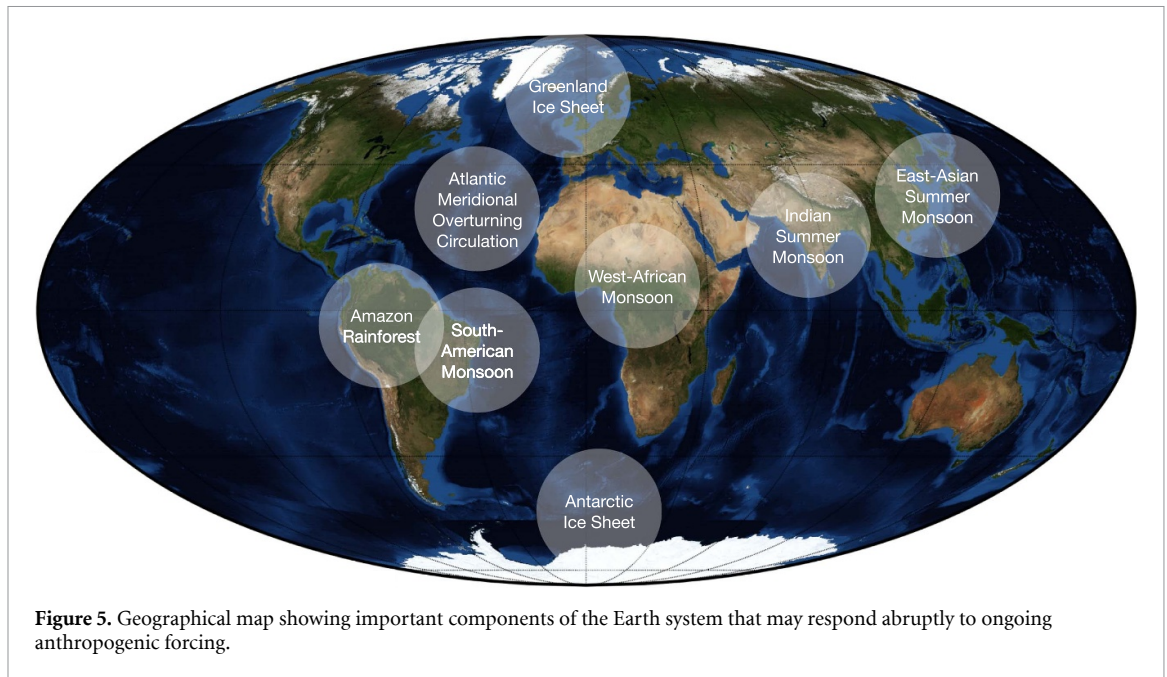 Greenland
Ice Sheet
Atlantic
Meridional
Overturning
Circulation
East-Asian
Summer
Monsoon
Indian
Summer
Monsoon
West-African
Monsoon
Amazon
Rainforest
South-
American
Monsoon
Antarctic
Ice Sheet
Figure 5. Geographical map showing important components of the Earth system that may respond abruptly to ongoing
anthropogenic forcing.